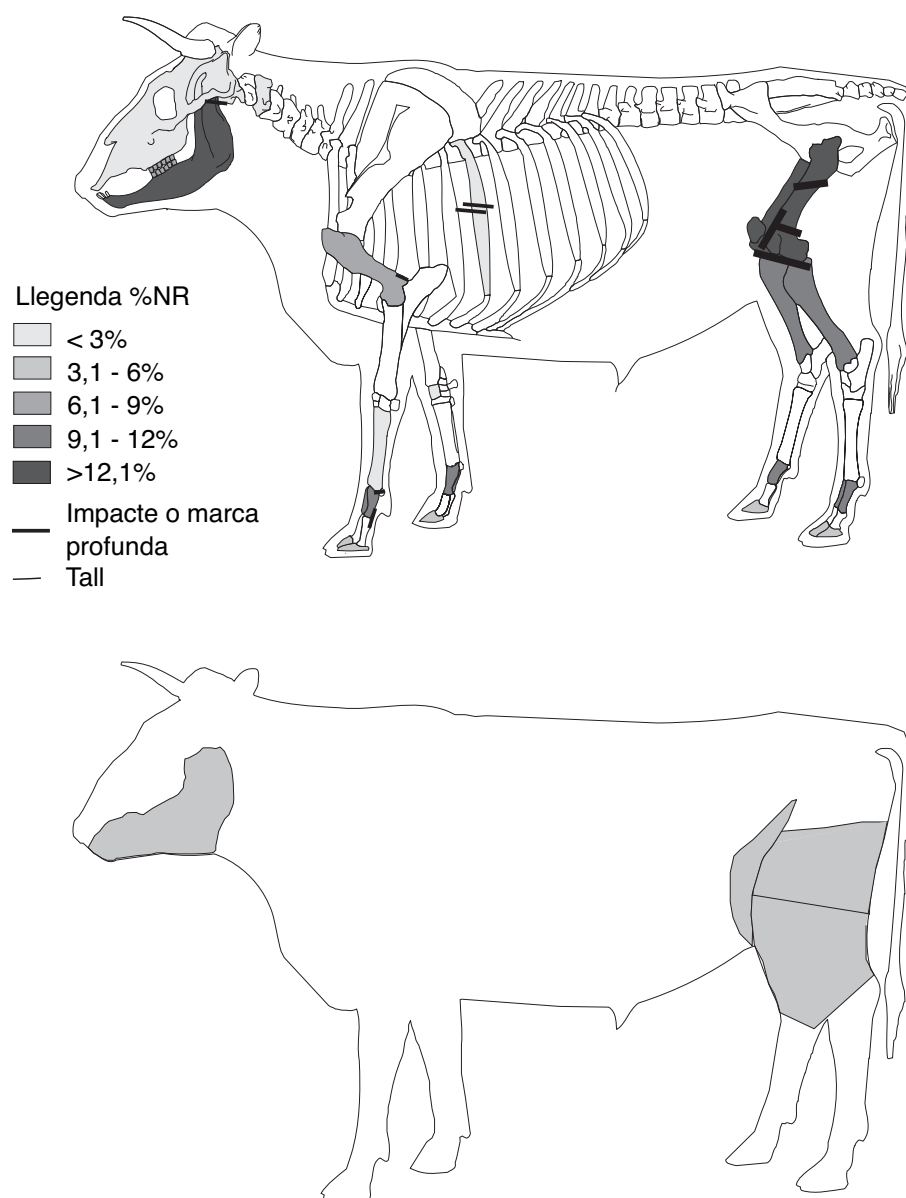 Llegenda %NR
< 3%
3,1 - 6%
6,1 - 9%
9,1 - 12%
>12,1%
Impacte o marca
profunda
Tall